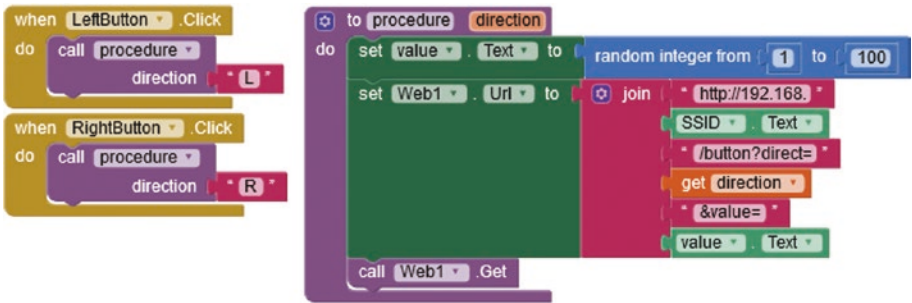 when LeftButton .Click
do call procedure
direction " L "
when RightButton .Click
do call procedure
direction " R "
to procedure direction
do set value . Text to random integer from 1 to 100
set Web1 . Url to join " http://192.168. "
SSID . Text
" /button?direct= "
get direction
" &value= "
value . Text
call Web1 .Get